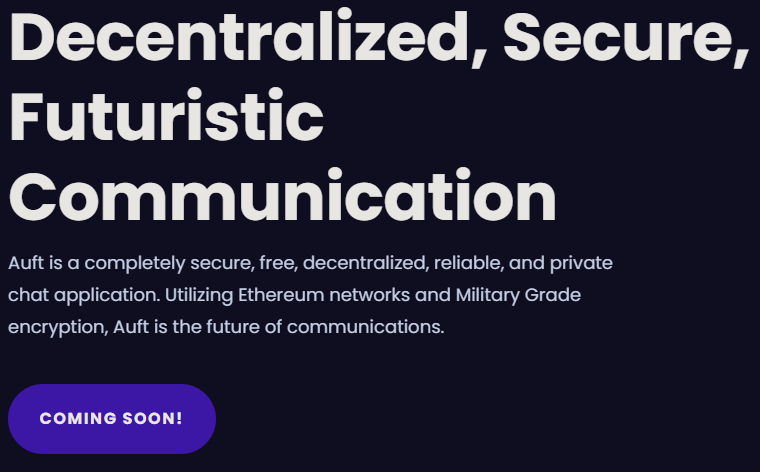 Decentralized, Secure,
Futuristic
Communication
Auft is a completely secure, free, decentralized, reliable, and private
chat application. Utilizing Ethereum networks and Military Grade
encryption, Auft is the future of communications.
COMING SOON!